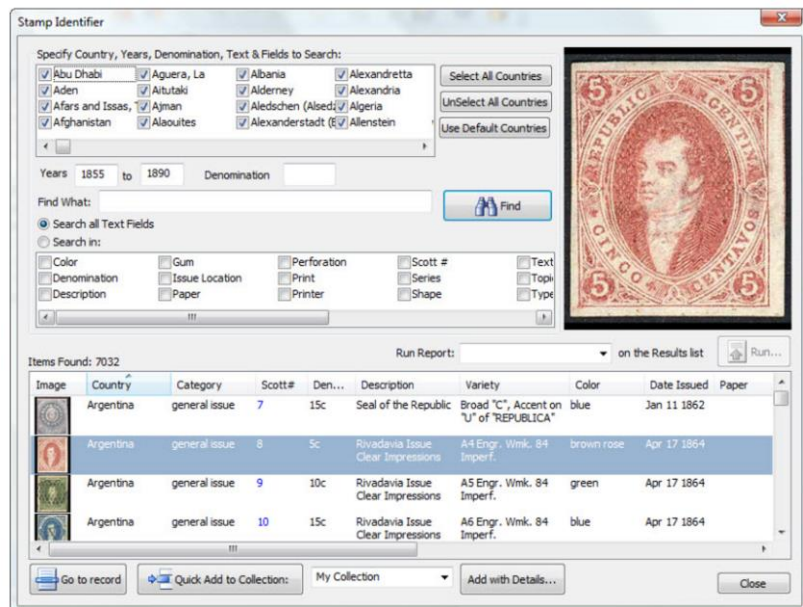 Stamp Identifier
Specify Country, Years, Denomination, Text & Fields to Search:
Abu Dhabi Aguera, La Albania Alexandretta
Aden Aitutaki Alderney Alexandria
Afars and Issas, Ajman Aledschen (Alsed Algeria
Afghanistan Alaouites Alexanderstadt (E Allenstein
Select All Countries
UnSelect All Countries
Use Default Countries
Years 1855 to 1890 Denomination
Find What:
Find
Search all Text Fields
Search in:
Color Gum Perforation Scott # Text
Denomination Issue Location Print Series Topi
Description Paper Printer Shape Type
REPUBLICA ARGENTINA
5 5
CINCO CENTAVOS
5 5
Items Found: 7032
Run Report: on the Results list Run...
Image Country Category Scott# Den... Description Variety Color Date Issued Paper
Argentina general issue 7 15c Seal of the Republic Broad "C", Accent on blue Jan 11 1862
"U" of "REPUBLICA"
Argentina general issue 8 5c Rivadavia Issue A4 Engr. Wmk. 84 brown rose Apr 17 1864
Clear Impressions Imperf.
Argentina general issue 9 10c Rivadavia Issue A5 Engr. Wmk. 84 green Apr 17 1864
Clear Impressions Imperf.
Argentina general issue 10 15c Rivadavia Issue A6 Engr. Wmk. 84 blue Apr 17 1864
Clear Impressions Imperf.
Go to record Quick Add to Collection: My Collection Add with Details... Close